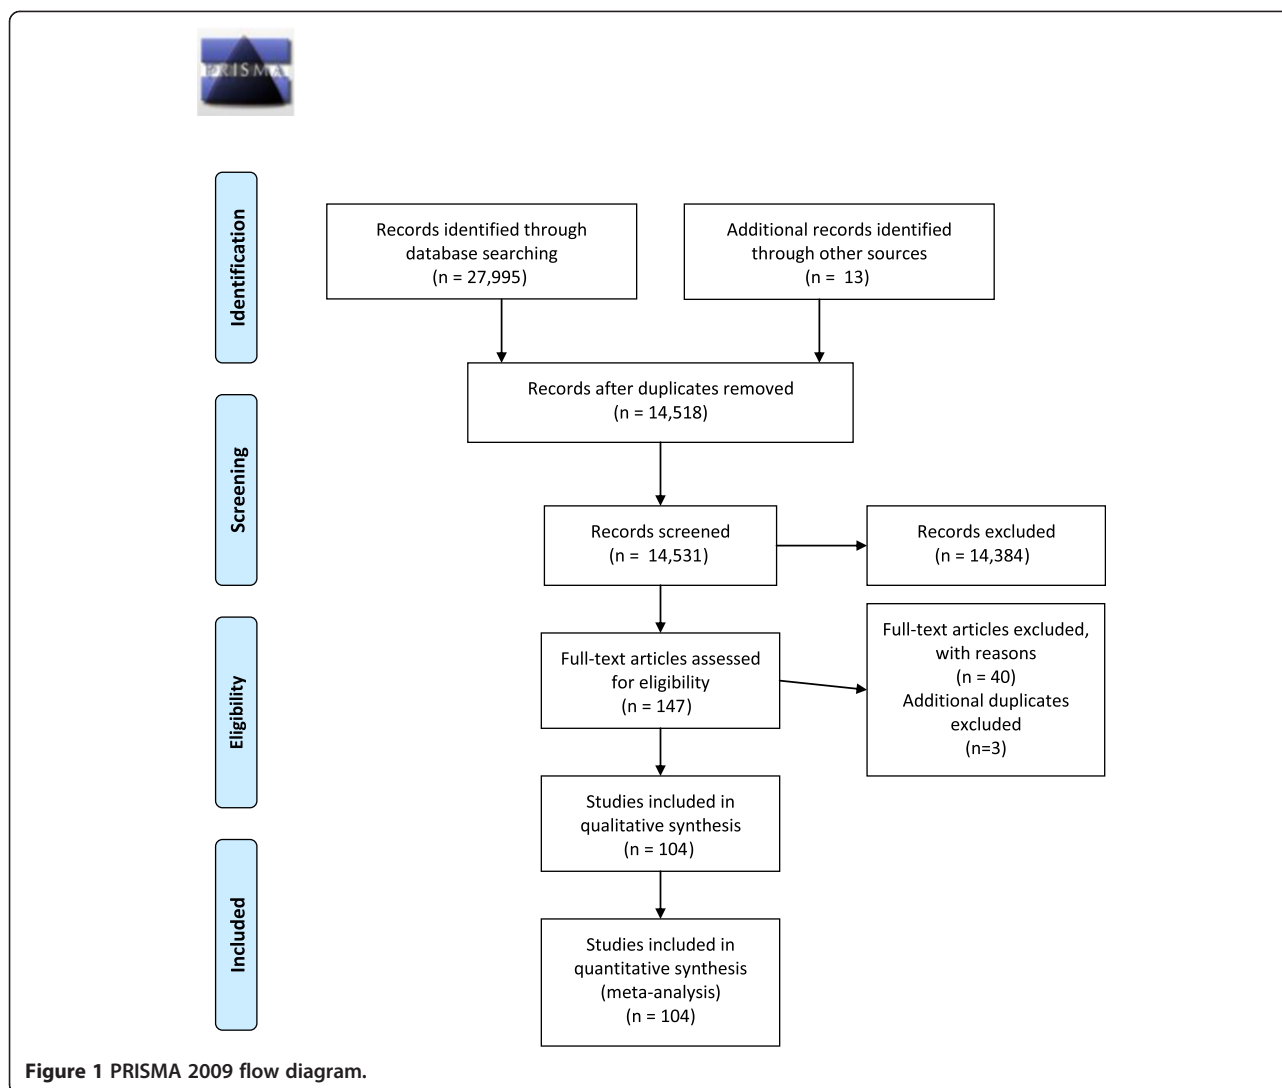 PRISMA
Identification
Records identified through
database searching
(n = 27,995)
Additional records identified
through other sources
(n = 13)
Records after duplicates removed
(n = 14,518)
Screening
Records screened
(n = 14,531)
Records excluded
(n = 14,384)
Eligibility
Full-text articles assessed
for eligibility
(n = 147)
Full-text articles excluded,
with reasons
(n = 40)
Additional duplicates
excluded
(n=3)
Studies included in
qualitative synthesis
(n = 104)
Included
Studies included in
quantitative synthesis
(meta-analysis)
(n = 104)
Figure 1 PRISMA 2009 flow diagram.